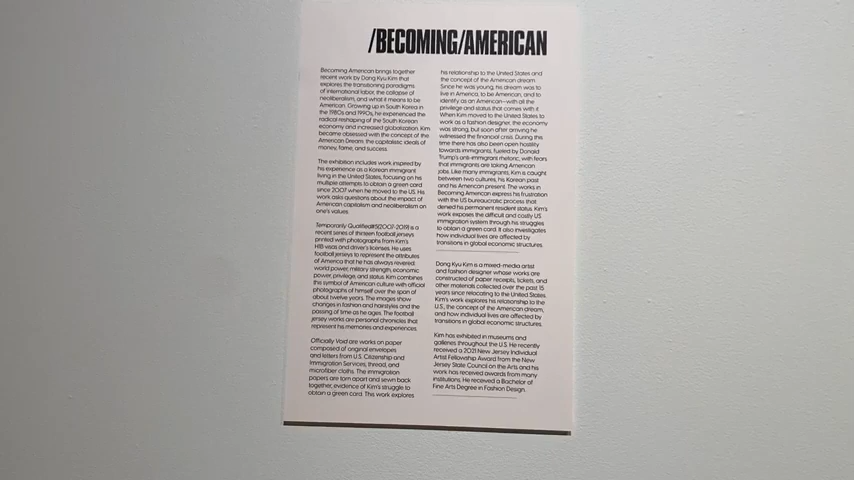 /BECOMING/AMERICAN
Becoming American brings together
recent work by Dong Kyu Kim that
explores the transitioning paradigms
of international labor, the collapse of
neoliberalism, and what it means to be
American. Growing up in South Korea in
the 1980s and 1990s, he experienced the
radical reshaping of the South Korean
economy and increased globalization. Kim
became obsessed with the concept of the
American Dream: the capitalistic ideals of
money, fame, and success.
The exhibition includes work inspired by
his experience as a Korean immigrant
living in the United States, focusing on his
multiple attempts to obtain a green card
since 2007 when he moved to the US. His
work asks questions about the impact of
American capitalism and neoliberalism on
one's values.
Temporarily Qualified#5(2007-2019) is a
recent series of thirteen football jerseys
printed with photographs from Kim's
H1B visas and driver's licenses. He uses
football jerseys to represent the attributes
of America that he has always revered:
world power, military strength, economic
power, privilege, and status. Kim combines
this symbol of American culture with official
photographs of himself over the span of
about twelve years. The images show
changes in fashion and hairstyles and the
passing of time as he ages. The football
jersey works are personal chronicles that
represent his memories and experiences.
Officially Void are works on paper
composed of original envelopes
and letters from U.S. Citizenship and
Immigration Services, thread, and
microfiber cloths. The immigration
papers are torn apart and sewn back
together, evidence of Kim's struggle to
obtain a green card. This work explores
his relationship to the United States and
the concept of the American dream.
Since he was young, his dream was to
live in America, to be American, and to
identify as an American—with all the
privilege and status that comes with it.
When Kim moved to the United States to
work as a fashion designer, the economy
was strong, but soon after arriving he
witnessed the financial crisis. During this
time there has also been open hostility
towards immigrants, fueled by Donald
Trump's anti-immigrant rhetoric, with fears
that immigrants are taking American
jobs. Like many immigrants, Kim is caught
between two cultures, his Korean past
and his American present. The works in
Becoming American express his frustration
with the US bureaucratic process that
denied his permanent resident status. Kim's
work exposes the difficult and costly US
immigration system through his struggles
to obtain a green card. It also investigates
how individual lives are affected by
transitions in global economic structures.
Dong Kyu Kim is a mixed-media artist
and fashion designer whose works are
constructed of paper receipts, tickets, and
other materials collected over the past 15
years since relocating to the United States.
Kim's work explores his relationship to the
U.S., the concept of the American dream,
and how individual lives are affected by
transitions in global economic structures.
Kim has exhibited in museums and
galleries throughout the U.S. He recently
received a 2021 New Jersey Individual
Artist Fellowship Award from the New
Jersey State Council on the Arts and his
work has received awards from many
institutions. He received a Bachelor of
Fine Arts Degree in Fashion Design.